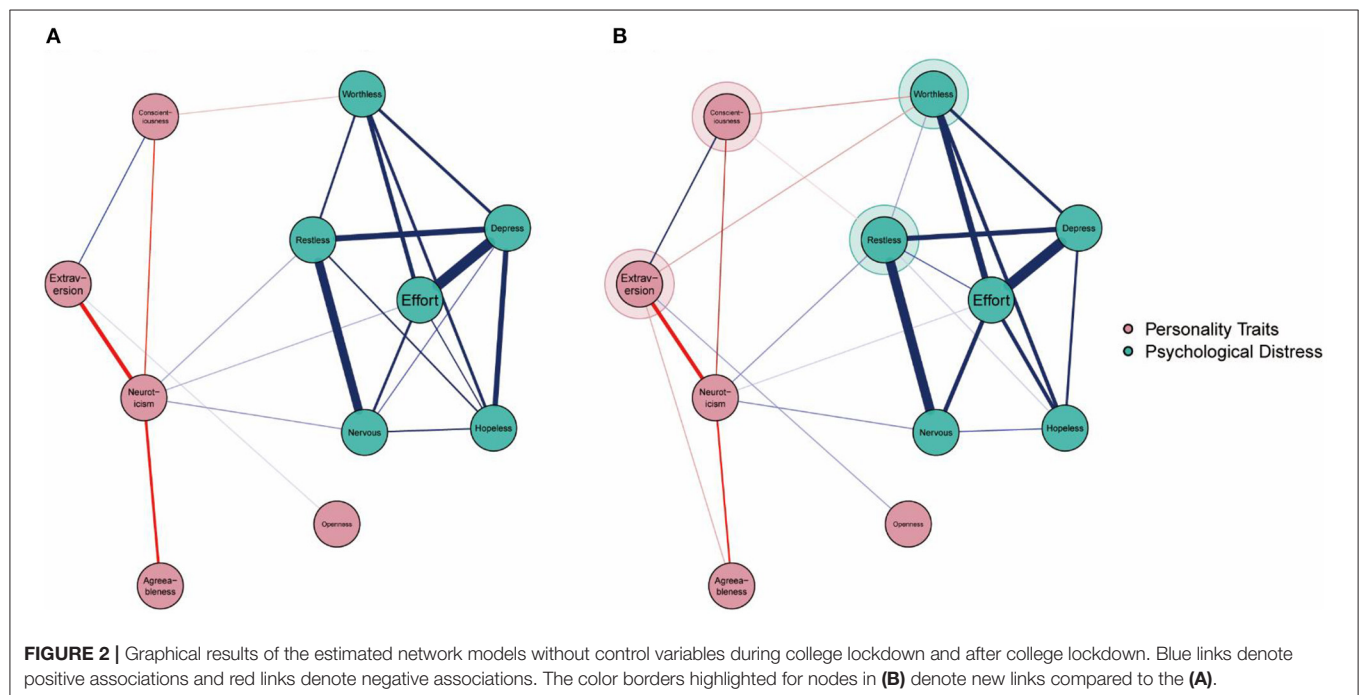 A
B
Conscient-
iousness
Worthless
Restless
Depress
Extrav-
ersion
Effort
Neurot-
icism
Nervous
Hopeless
Openness
Agreea-
bleness
Conscient-
iousness
Worthless
Restless
Depress
Extrav-
ersion
Effort
Neurot-
icism
Nervous
Hopeless
Openness
Agreea-
bleness
Personality Traits
Psychological Distress
FIGURE 2 | Graphical results of the estimated network models without control variables during college lockdown and after college lockdown. Blue links denote
positive associations and red links denote negative associations. The color borders highlighted for nodes in (B) denote new links compared to the (A).